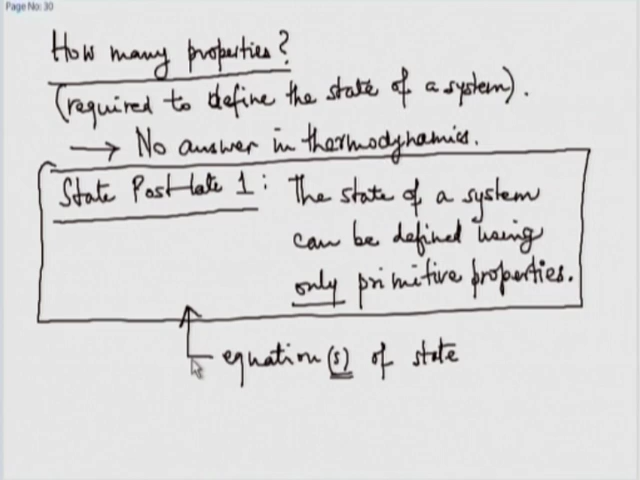 Page No: 30
How many properties?
(required to define the state of a system).
→ No answer in thermodynamics.
State Postulate 1: The state of a system
can be defined using
only primitive properties.
equation(s) of state